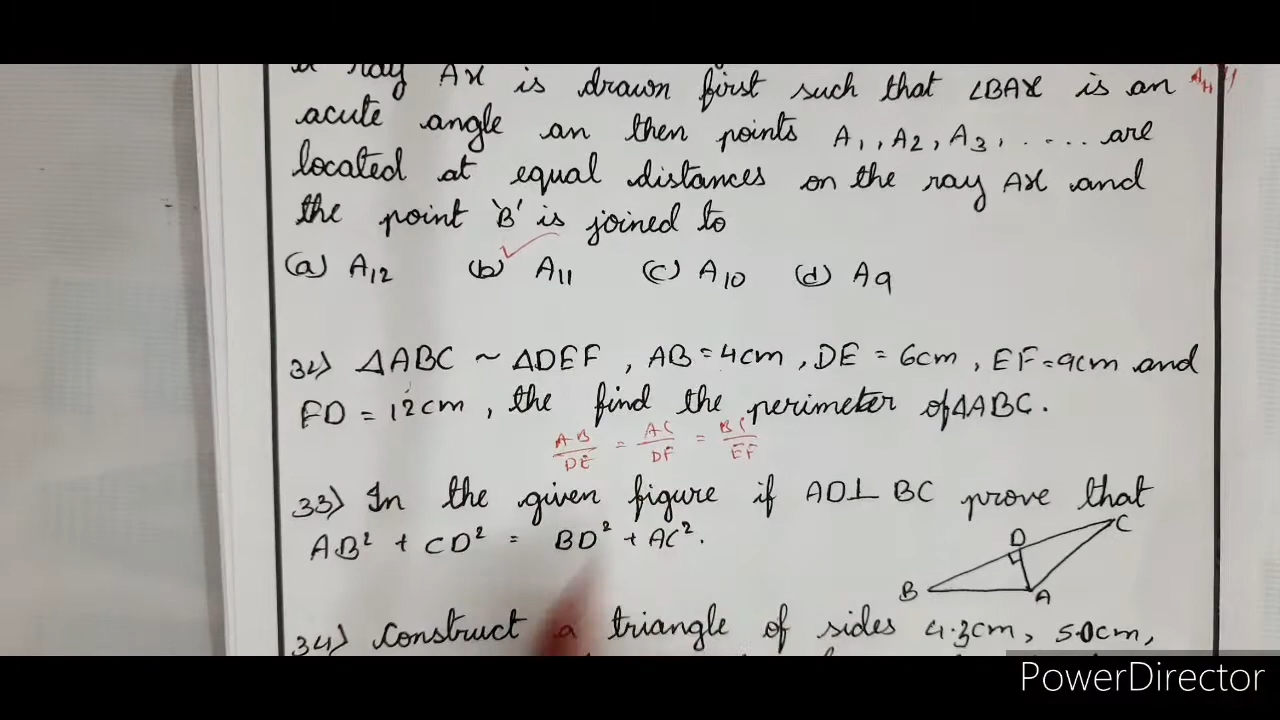 ray Ax is drawn first such that ∠BAX is an
acute angle an then points A1, A2, A3, ..... are
located at equal distances on the ray Ax and
the point 'B' is joined to
(a) A12 (b) A11 (c) A10 (d) A9
32) △ABC ~ △DEF, AB = 4cm, DE = 6cm, EF = 9cm and
FD = 12cm, the find the perimeter of △ABC.
AB/DE = AC/DF = BC/EF
33) In the given figure if AD⊥ BC prove that
AB² + CD² = BD² + AC².
D C
B A
34) Construct a triangle of sides 4.3cm, 5.0cm,
PowerDirector